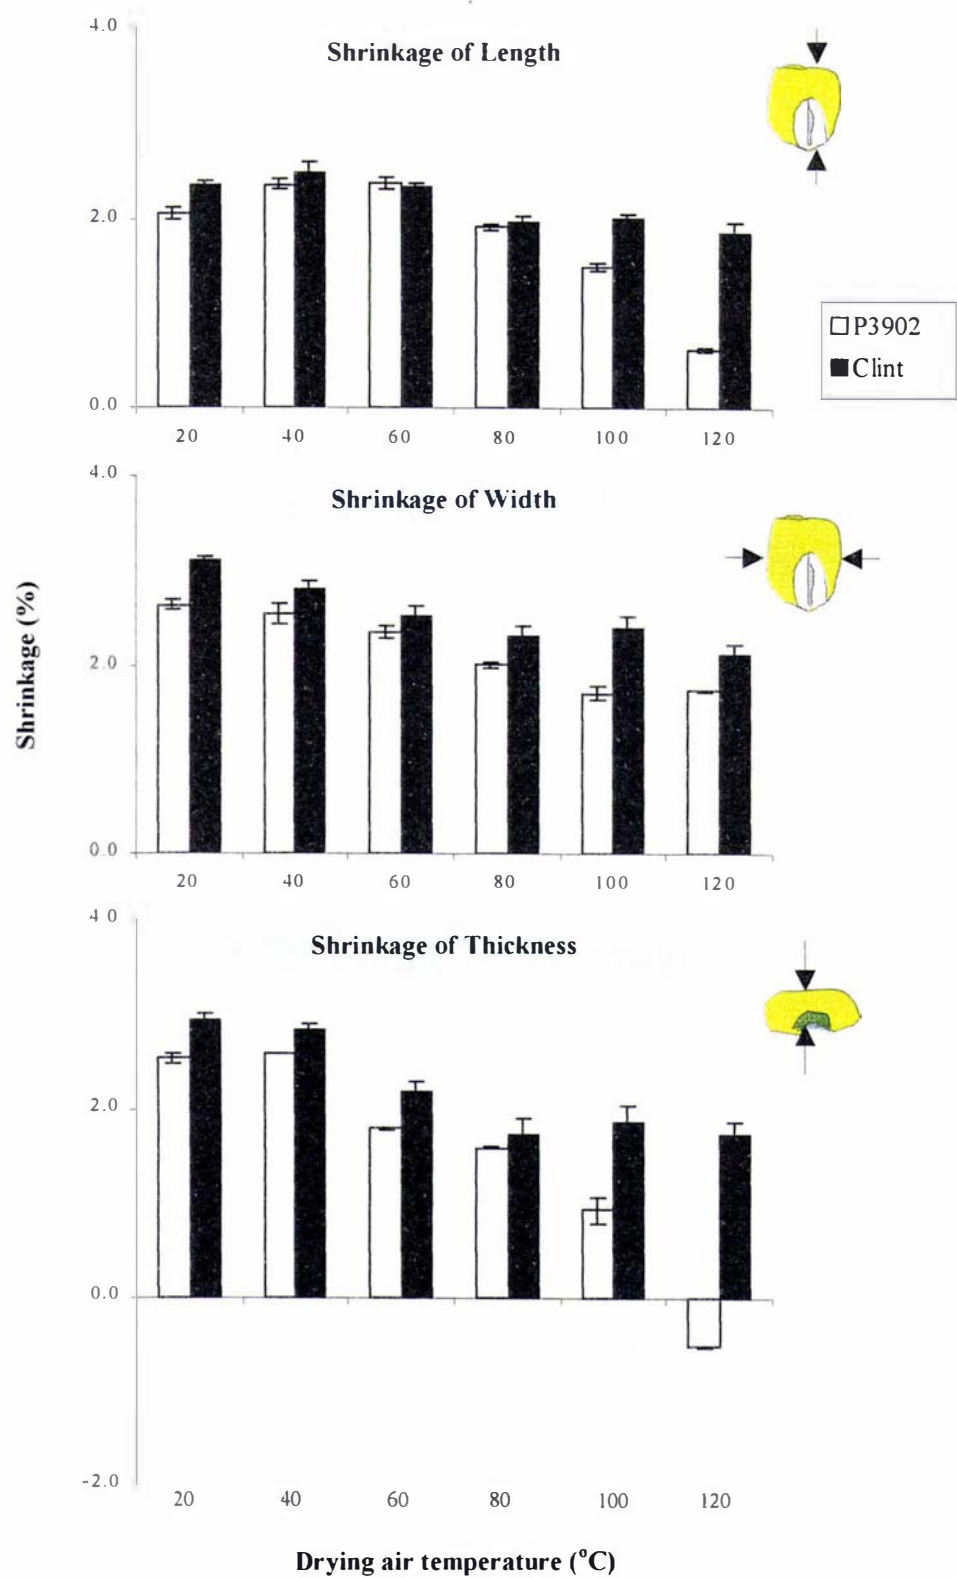 4.0
Shrinkage of Length
2.0
P3902
Clint
0.0
20 40 60 80 100 120
4.0
Shrinkage of Width
2.0
Shrinkage (%)
0.0
20 40 60 80 100 120
4.0
Shrinkage of Thickness
2.0
0.0
-2.0
20 40 60 80 100 120
Drying air temperature (°C)